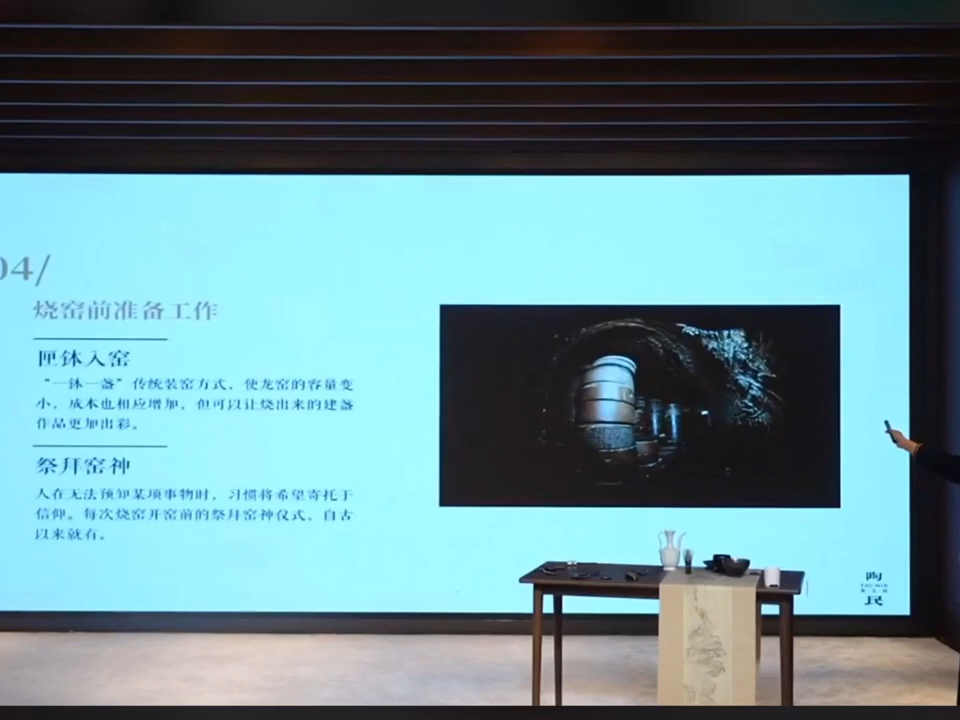 04/
烧窑前准备工作
匣钵入窑
“一钵一盏”传统装窑方式，使龙窑的容量变
小，成本也相应增加，但可以让烧出来的建盏
作品更加出彩。
祭拜窑神
人在无法预知某项事物时，习惯将希望寄托于
信仰。每次烧窑开窑前的祭拜窑神仪式，自古
以来就有。
陶
民